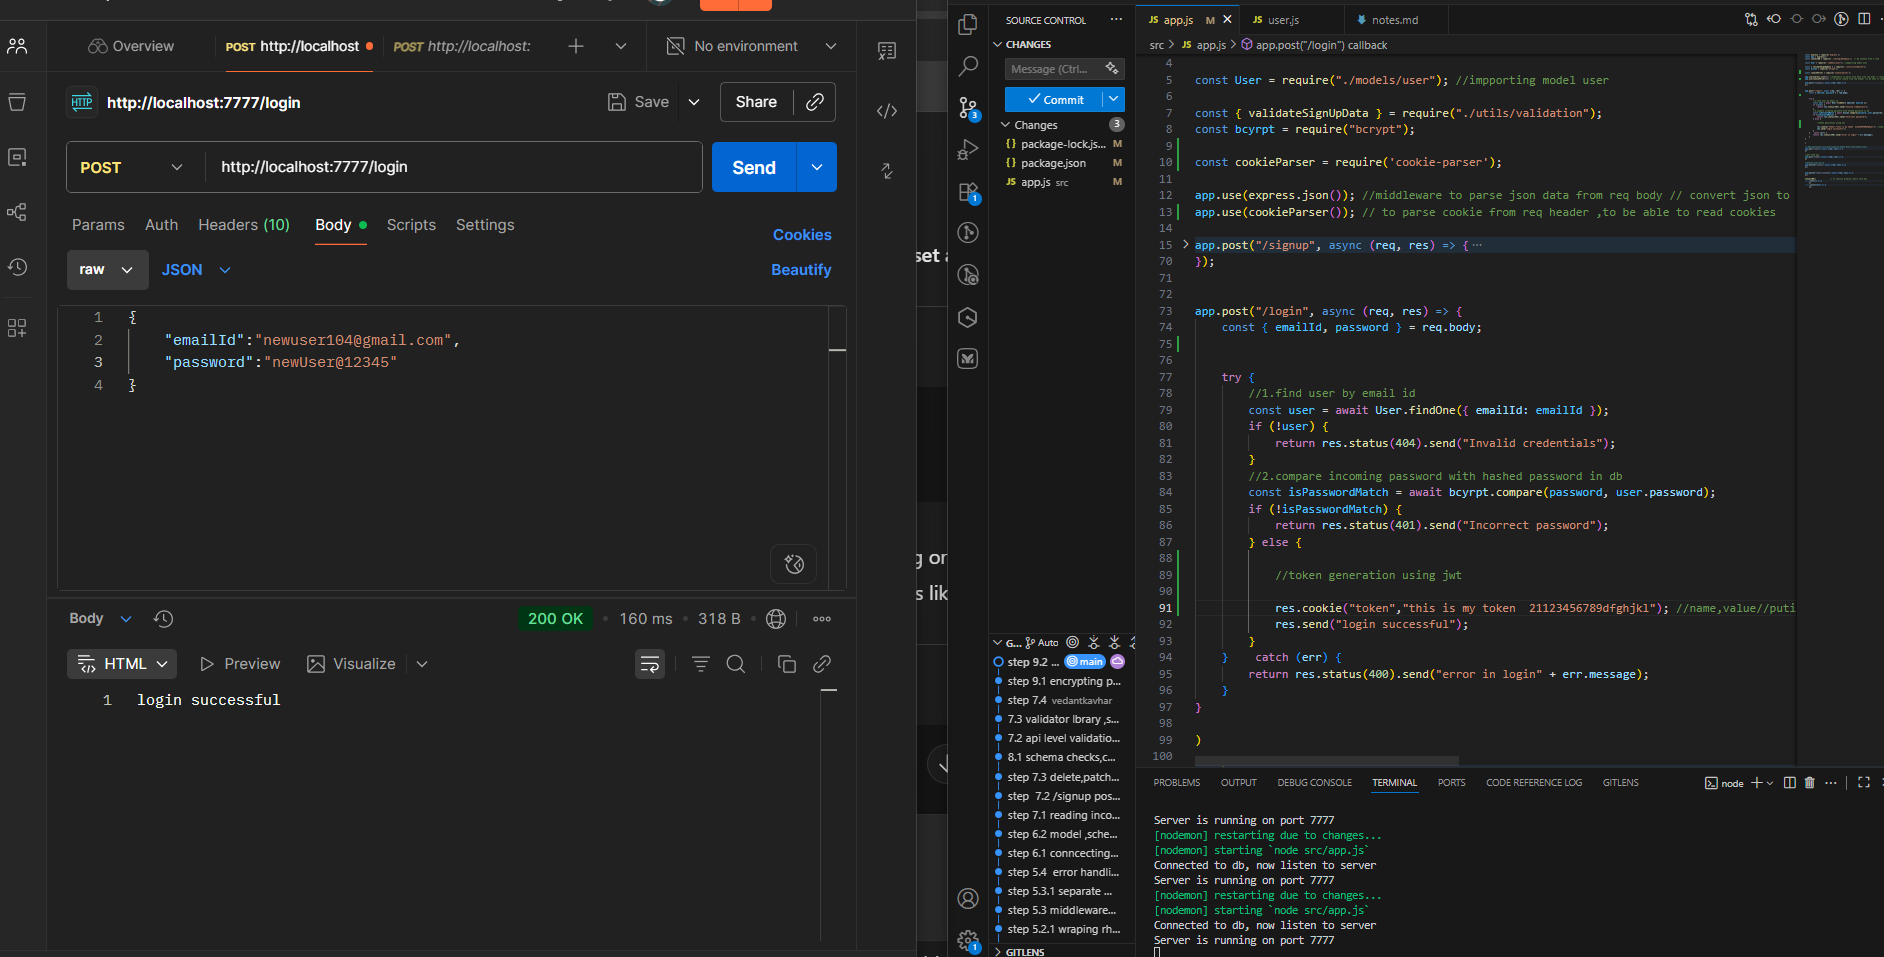 Overview
POST http://localhost
POST http://localhost:
No environment
HTTP http://localhost:7777/login
Save
Share
POST
http://localhost:7777/login
Send
Params
Auth
Headers (10)
Body
Scripts
Settings
Cookies
raw
JSON
Beautify
1 {
2 "emailId":"newuser104@gmail.com",
3 "password":"newUser@12345"
4 }
Body
200 OK
160 ms
318 B
HTML
Preview
Visualize
1 login successful
set a
g or
s lik
SOURCE CONTROL
CHANGES
Message (Ctrl...
Commit
Changes 3
package-lock.js... M
package.json M
JS app.js src M
G... Auto
step 9.2 ... main
step 9.1 encrypting p...
step 7.4 vedantkavhar
7.3 validator lbrary ,s...
7.2 api level validatio...
8.1 schema checks,c...
step 7.3 delete,patch...
step 7.2 /signup pos...
step 7.1 reading inco...
step 6.2 model ,sche...
step 6.1 conncecting...
step 5.4 error handli...
step 5.3.1 separate ...
step 5.3 middleware...
step 5.2.1 wraping rh...
GITLENS
JS app.js M
JS user.js
notes.md
src > JS app.js > app.post("/login") callback
4
5 const User = require("./models/user"); //impporting model user
6
7 const { validateSignUpData } = require("./utils/validation");
8 const bcyrpt = require("bcrypt");
9
10 const cookieParser = require('cookie-parser');
11
12 app.use(express.json()); //middleware to parse json data from req body // convert json to
13 app.use(cookieParser()); // to parse cookie from req header ,to be able to read cookies
14
15 app.post("/signup", async (req, res) => { ...
70 });
71
72
73 app.post("/login", async (req, res) => {
74 const { emailId, password } = req.body;
75
76
77 try {
78 //1.find user by email id
79 const user = await User.findOne({ emailId: emailId });
80 if (!user) {
81 return res.status(404).send("Invalid credentials");
82 }
83 //2.compare incoming password with hashed password in db
84 const isPasswordMatch = await bcyrpt.compare(password, user.password);
85 if (!isPasswordMatch) {
86 return res.status(401).send("Incorrect password");
87 } else {
88
89 //token generation using jwt
90
91 res.cookie("token","this is my token  21123456789dfghjkl"); //name,value//puti
92 res.send("login successful");
93 }
94 } catch (err) {
95 return res.status(400).send("error in login" + err.message);
96 }
97 }
98
99 )
100
PROBLEMS
OUTPUT
DEBUG CONSOLE
TERMINAL
PORTS
CODE REFERENCE LOG
GITLENS
node
Server is running on port 7777
[nodemon] restarting due to changes...
[nodemon] starting `node src/app.js`
Connected to db, now listen to server
Server is running on port 7777
[nodemon] restarting due to changes...
[nodemon] starting `node src/app.js`
Connected to db, now listen to server
Server is running on port 7777